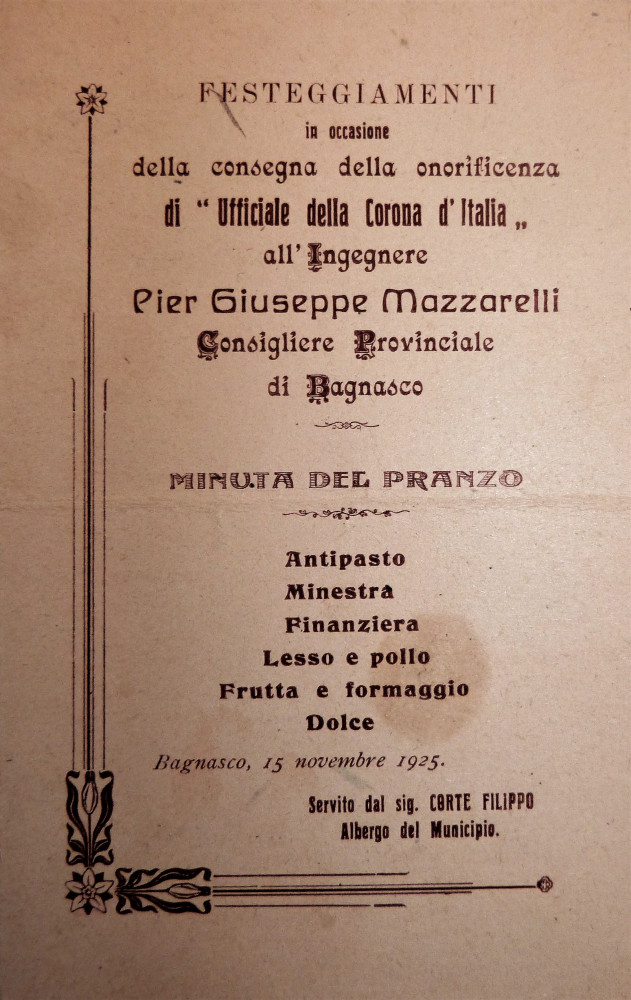 FESTEGGIAMENTI
in occasione
della consegna della onorificenza
di “ Ufficiale della Corona d' Italia „
all' Ingegnere
Pier Giuseppe Mazzarelli
Consigliere Provinciale
di Bagnasco
MINUTA DEL PRANZO
Antipasto
Minestra
Finanziera
Lesso e pollo
Frutta e formaggio
Dolce
Bagnasco, 15 novembre 1925.
Servito dal sig. CORTE FILIPPO
Albergo del Municipio.